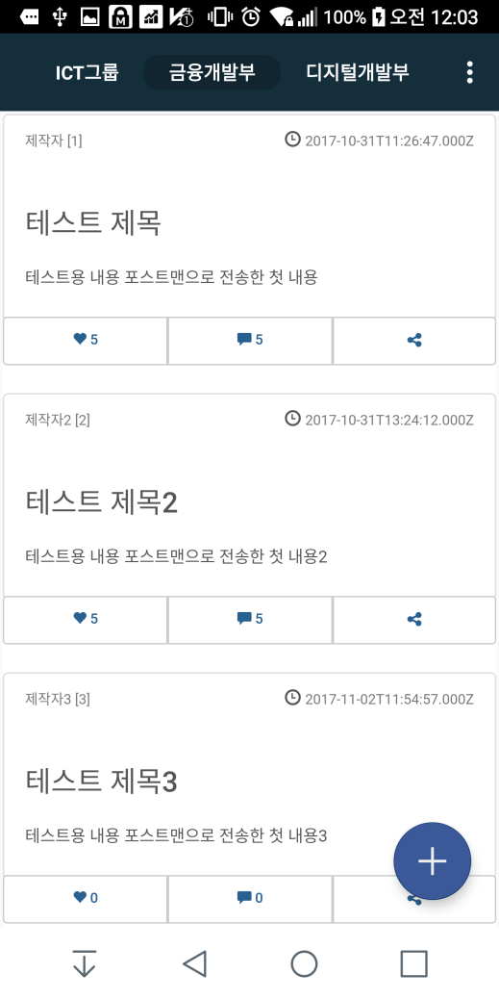 100% 오전 12:03
ICT그룹 금융개발부 디지털개발부
제작자 [1] 2017-10-31T11:26:47.000Z
테스트 제목
테스트용 내용 포스트맨으로 전송한 첫 내용
5 5
제작자2 [2] 2017-10-31T13:24:12.000Z
테스트 제목2
테스트용 내용 포스트맨으로 전송한 첫 내용2
5 5
제작자3 [3] 2017-11-02T11:54:57.000Z
테스트 제목3
테스트용 내용 포스트맨으로 전송한 첫 내용3
0 0